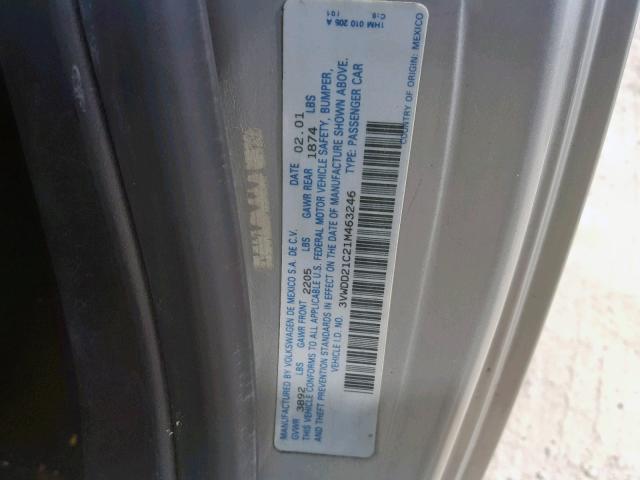 1HM 010 205 A
101 C19
MANUFACTURED BY VOLKSWAGEN DE MEXICO S.A. DE C.V. DATE 02.01
GVWR 3892 LBS GAWR FRONT 2205 LBS GAWR REAR 1874 LBS
THIS VEHICLE CONFORMS TO ALL APPLICABLE U.S. FEDERAL MOTOR VEHICLE SAFETY, BUMPER,
AND THEFT PREVENTION STANDARDS IN EFFECT ON THE DATE OF MANUFACTURE SHOWN ABOVE.
VEHICLE I.D. NO. 3VWDD21C21M463246 TYPE: PASSENGER CAR
COUNTRY OF ORIGIN: MEXICO